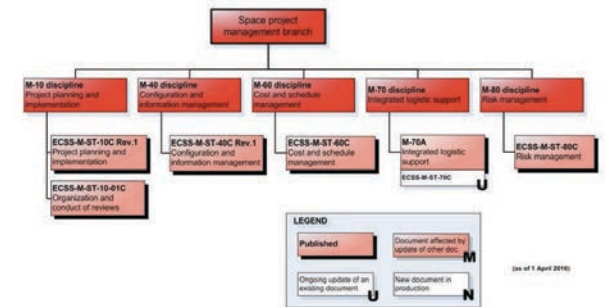 Space project
management branch
M-10 discipline
Project planning and
implementation
M-40 discipline
Configuration and
information management
M-60 discipline
Cost and schedule
management
M-70 discipline
Integrated logistic support
M-80 discipline
Risk management
ECSS-M-ST-10C Rev.1
Project planning and
implementation
ECSS-M-ST-40C Rev.1
Configuration and
information management
ECSS-M-ST-60C
Cost and schedule
management
M-70A
Integrated logistic
support
ECSS-M-ST-70C
U
ECSS-M-ST-80C
Risk management
ECSS-M-ST-10-01C
Organization and
conduct of reviews
LEGEND
Published
Document affected by
update of other doc.
M
Ongoing update of an
existing document
U
New document in
production
N
(as of 1 April 2016)